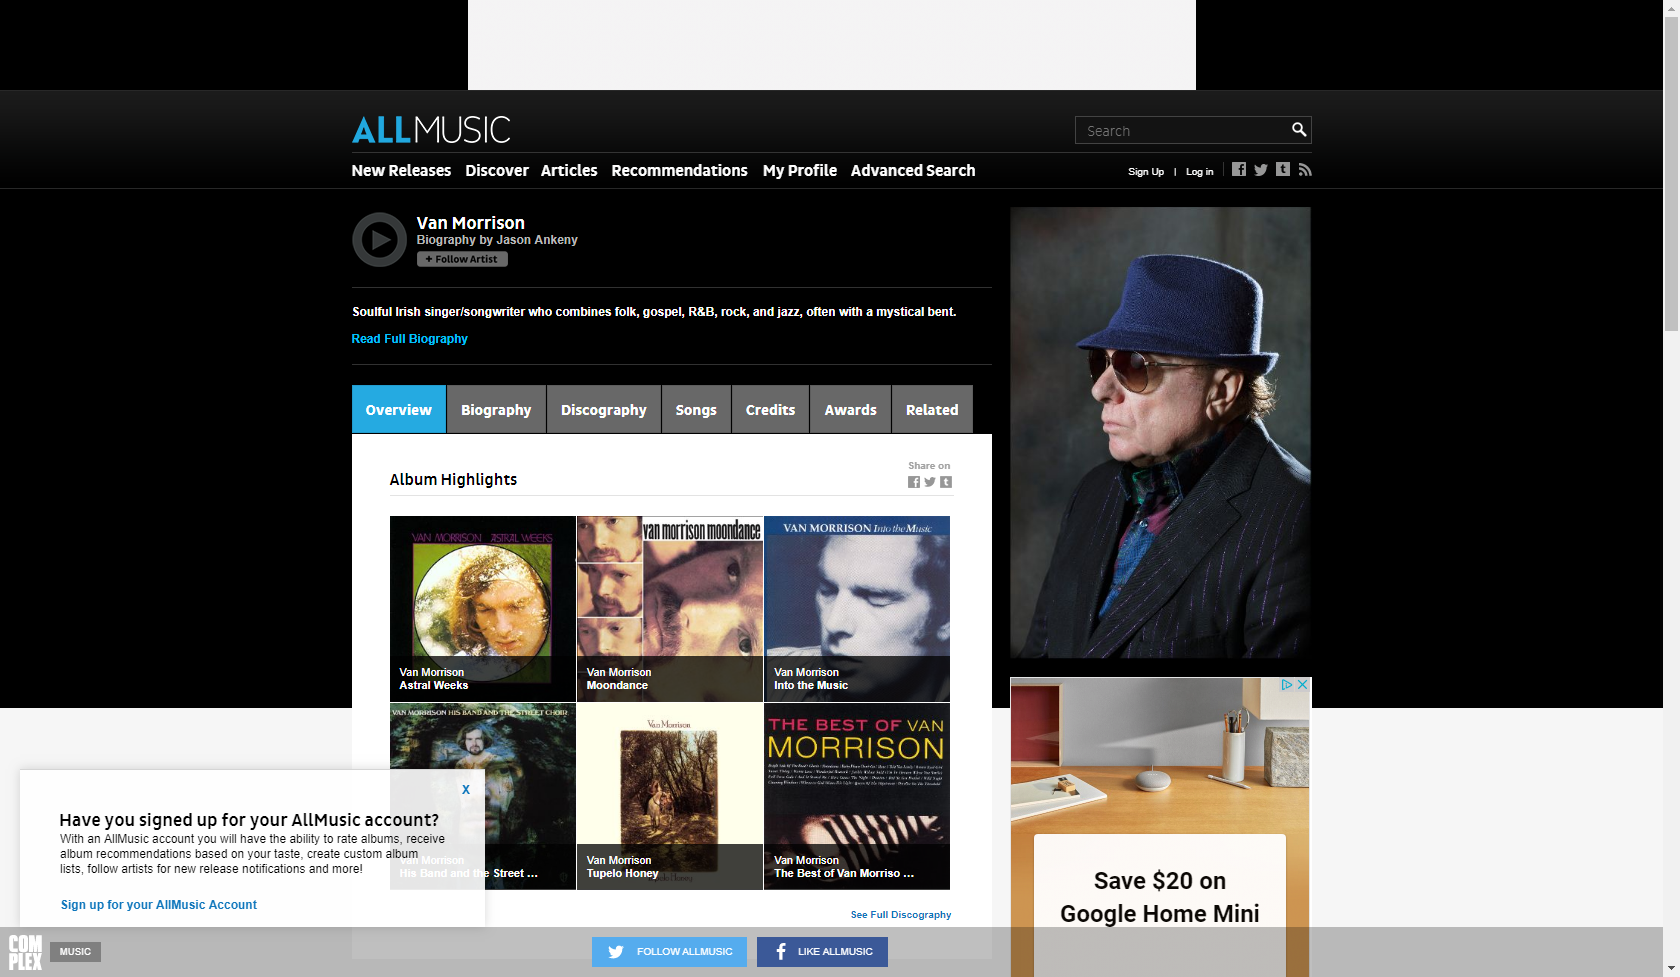 ALLMUSIC
Search
New Releases Discover Articles Recommendations My Profile Advanced Search
Sign Up | Log in
Van Morrison
Biography by Jason Ankeny
+ Follow Artist
Soulful Irish singer/songwriter who combines folk, gospel, R&B, rock, and jazz, often with a mystical bent.
Read Full Biography
Overview Biography Discography Songs Credits Awards Related
Album Highlights
Share on
VAN MORRISON ASTRAL WEEKS
Van Morrison
Astral Weeks
van morrison moondance
Van Morrison
Moondance
VAN MORRISON Into the Music
Van Morrison
Into the Music
VAN MORRISON HIS BAND AND THE STREET CHOIR
Van Morrison
His Band and the Street ...
Van Morrison
Tupelo Honey
Van Morrison
Tupelo Honey
THE BEST OF VAN
MORRISON
Van Morrison
The Best of Van Morriso ...
See Full Discography
X
Have you signed up for your AllMusic account?
With an AllMusic account you will have the ability to rate albums, receive
album recommendations based on your taste, create custom album
lists, follow artists for new release notifications and more!
Sign up for your AllMusic Account
Save $20 on
Google Home Mini
COM
PLEX
MUSIC
FOLLOW ALLMUSIC
LIKE ALLMUSIC